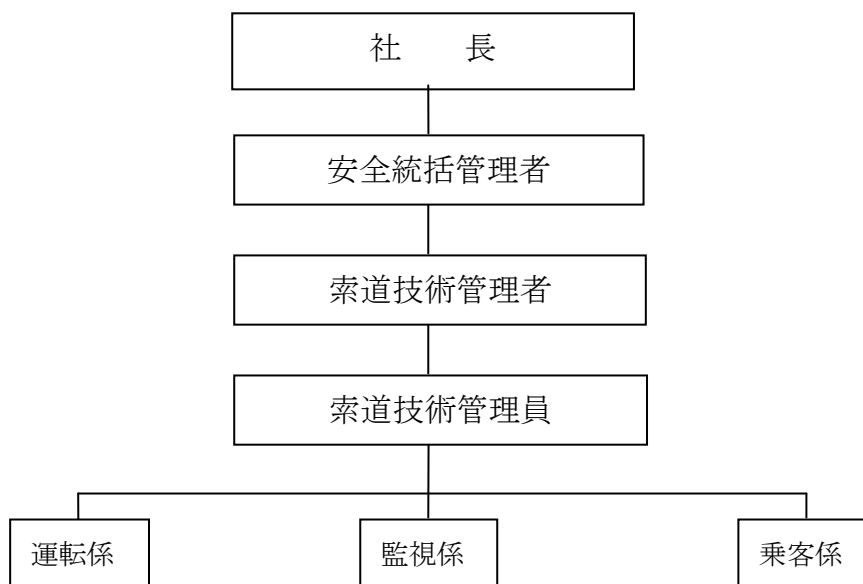 社　　長
安全統括管理者
索道技術管理者
索道技術管理員
運転係
監視係
乗客係